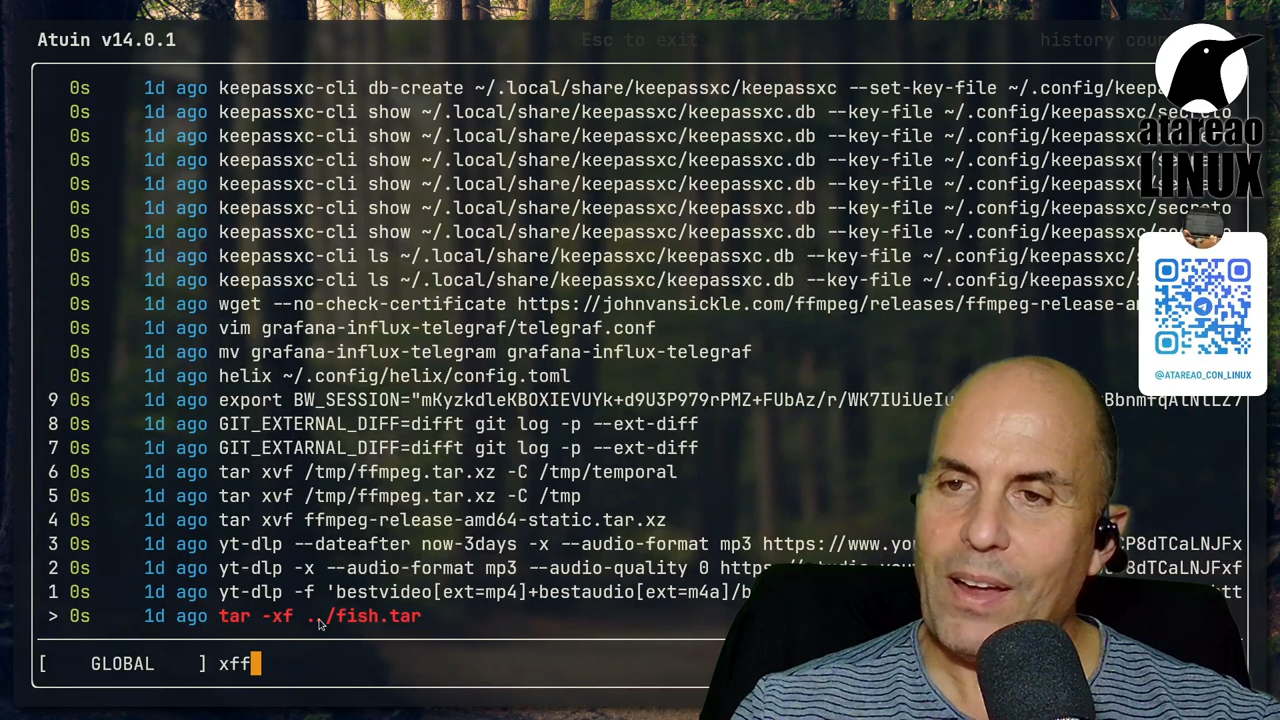 Atuin v14.0.1
Esc to exit
history
0s 1d ago keepassxc-cli db-create ~/.local/share/keepassxc/keepassxc --set-key-file ~/.config/
0s 1d ago keepassxc-cli show ~/.local/share/keepassxc/keepassxc.db --key-file ~/.config/
0s 1d ago keepassxc-cli show ~/.local/share/keepassxc/keepassxc.db --key-file ~/.config/
0s 1d ago keepassxc-cli show ~/.local/share/keepassxc/keepassxc.db --key-file ~/.config/
0s 1d ago keepassxc-cli show ~/.local/share/keepassxc/keepassxc.db --key-file ~/.config/
0s 1d ago keepassxc-cli show ~/.local/share/keepassxc/keepassxc.db --key-file ~/.config/keepassxc/secreto
0s 1d ago keepassxc-cli show ~/.local/share/keepassxc/keepassxc.db --key-file ~/.config/keepassxc/
0s 1d ago keepassxc-cli ls ~/.local/share/keepassxc/keepassxc.db --key-file ~/.config/keepassxc/
0s 1d ago keepassxc-cli ls ~/.local/share/keepassxc/keepassxc.db --key-file ~/.config/keepassxc/
0s 1d ago wget --no-check-certificate https://johnvansickle.com/ffmpeg/releases/ffmpeg-release-
0s 1d ago vim grafana-influx-telegraf/telegraf.conf
0s 1d ago mv grafana-influx-telegram grafana-influx-telegraf
0s 1d ago helix ~/.config/helix/config.toml
9 0s 1d ago export BW_SESSION="mKyzkdleKBOXIEVUYk+d9U3P979rPMZ+FUbAz/r/WK7IUiUe
8 0s 1d ago GIT_EXTERNAL_DIFF=difft git log -p --ext-diff
7 0s 1d ago GIT_EXTARNAL_DIFF=difft git log -p --ext-diff
6 0s 1d ago tar xvf /tmp/ffmpeg.tar.xz -C /tmp/temporal
5 0s 1d ago tar xvf /tmp/ffmpeg.tar.xz -C /tmp
4 0s 1d ago tar xvf ffmpeg-release-amd64-static.tar.xz
3 0s 1d ago yt-dlp --dateafter now-3days -x --audio-format mp3 https://www.yo P8dTCaLNJFx
2 0s 1d ago yt-dlp -x --audio-format mp3 --audio-quality 0 8dTCaLNJFxf
1 0s 1d ago yt-dlp -f 'bestvideo[ext=mp4]+bestaudio[ext=m4a]/b tt
> 0s 1d ago tar -xf ../fish.tar
[ GLOBAL ] xff
atareao
LINUX
@ATAREAO_CON_LINUX